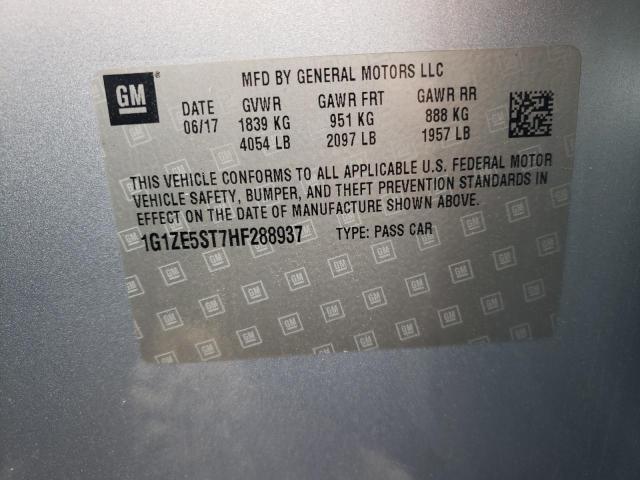 GM
MFD BY GENERAL MOTORS LLC
DATE GVWR GAWR FRT GAWR RR
06/17 1839 KG 951 KG 888 KG
4054 LB 2097 LB 1957 LB
THIS VEHICLE CONFORMS TO ALL APPLICABLE U.S. FEDERAL MOTOR
VEHICLE SAFETY, BUMPER, AND THEFT PREVENTION STANDARDS IN
EFFECT ON THE DATE OF MANUFACTURE SHOWN ABOVE.
1G1ZE5ST7HF288937 TYPE: PASS CAR